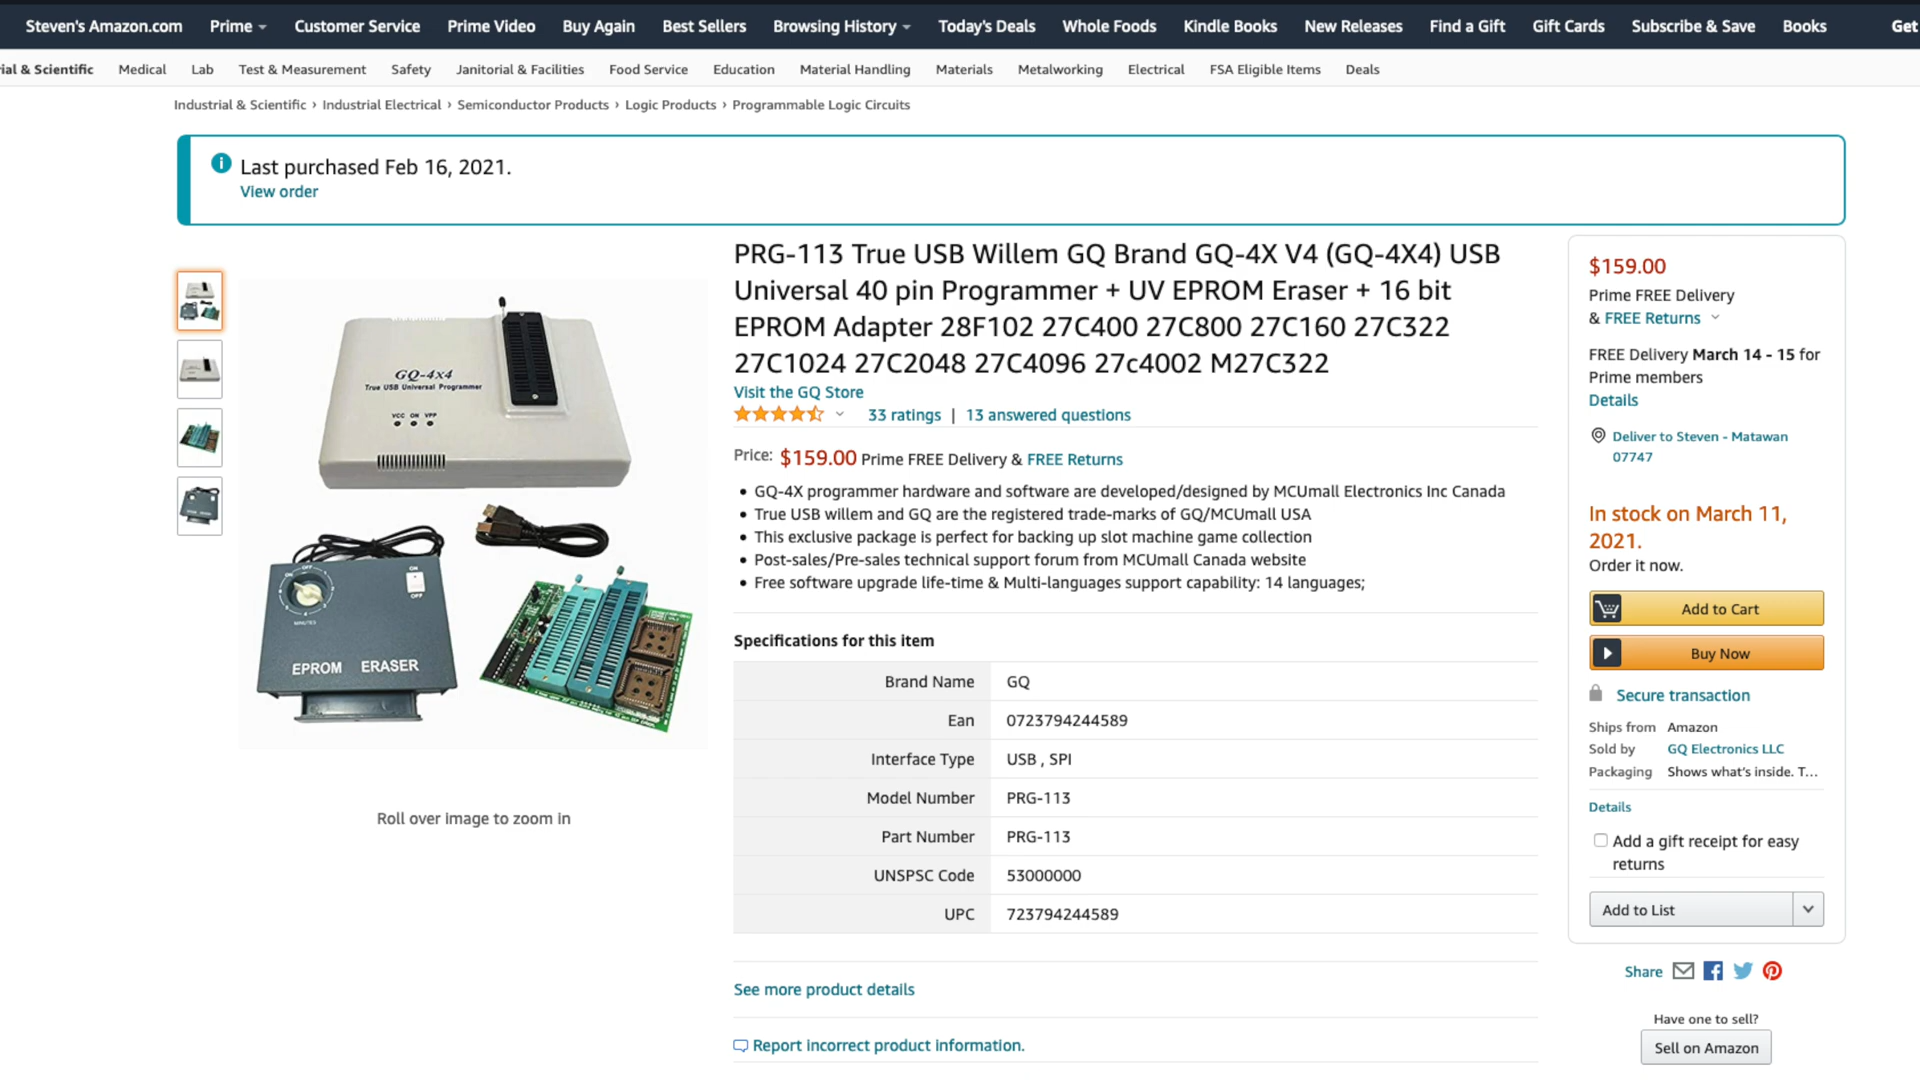 Steven's Amazon.com Prime Customer Service Prime Video Buy Again Best Sellers Browsing History Today's Deals Whole Foods Kindle Books New Releases Find a Gift Gift Cards Subscribe & Save Books Get
ial & Scientific Medical Lab Test & Measurement Safety Janitorial & Facilities Food Service Education Material Handling Materials Metalworking Electrical FSA Eligible Items Deals
Industrial & Scientific › Industrial Electrical › Semiconductor Products › Logic Products › Programmable Logic Circuits
Last purchased Feb 16, 2021.
View order
GQ-4x4
True USB Universal Programmer
VCC ON VPP
ON OFF
MINUTES
ON
OFF
EPROM ERASER
Roll over image to zoom in
PRG-113 True USB Willem GQ Brand GQ-4X V4 (GQ-4X4) USB
Universal 40 pin Programmer + UV EPROM Eraser + 16 bit
EPROM Adapter 28F102 27C400 27C800 27C160 27C322
27C1024 27C2048 27C4096 27c4002 M27C322
Visit the GQ Store
33 ratings | 13 answered questions
Price: $159.00 Prime FREE Delivery & FREE Returns
• GQ-4X programmer hardware and software are developed/designed by MCUmall Electronics Inc Canada
• True USB willem and GQ are the registered trade-marks of GQ/MCUmall USA
• This exclusive package is perfect for backing up slot machine game collection
• Post-sales/Pre-sales technical support forum from MCUmall Canada website
• Free software upgrade life-time & Multi-languages support capability: 14 languages;
Specifications for this item
Brand Name GQ
Ean 0723794244589
Interface Type USB , SPI
Model Number PRG-113
Part Number PRG-113
UNSPSC Code 53000000
UPC 723794244589
See more product details
Report incorrect product information.
$159.00
Prime FREE Delivery
& FREE Returns
FREE Delivery March 14 - 15 for
Prime members
Details
Deliver to Steven - Matawan
07747
In stock on March 11,
2021.
Order it now.
Add to Cart
Buy Now
Secure transaction
Ships from Amazon
Sold by GQ Electronics LLC
Packaging Shows what's inside. T...
Details
Add a gift receipt for easy
returns
Add to List
Share
Have one to sell?
Sell on Amazon